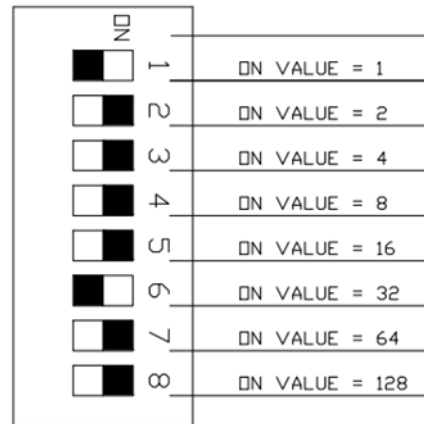 ON
1 ON VALUE = 1
2 ON VALUE = 2
3 ON VALUE = 4
4 ON VALUE = 8
5 ON VALUE = 16
6 ON VALUE = 32
7 ON VALUE = 64
8 ON VALUE = 128